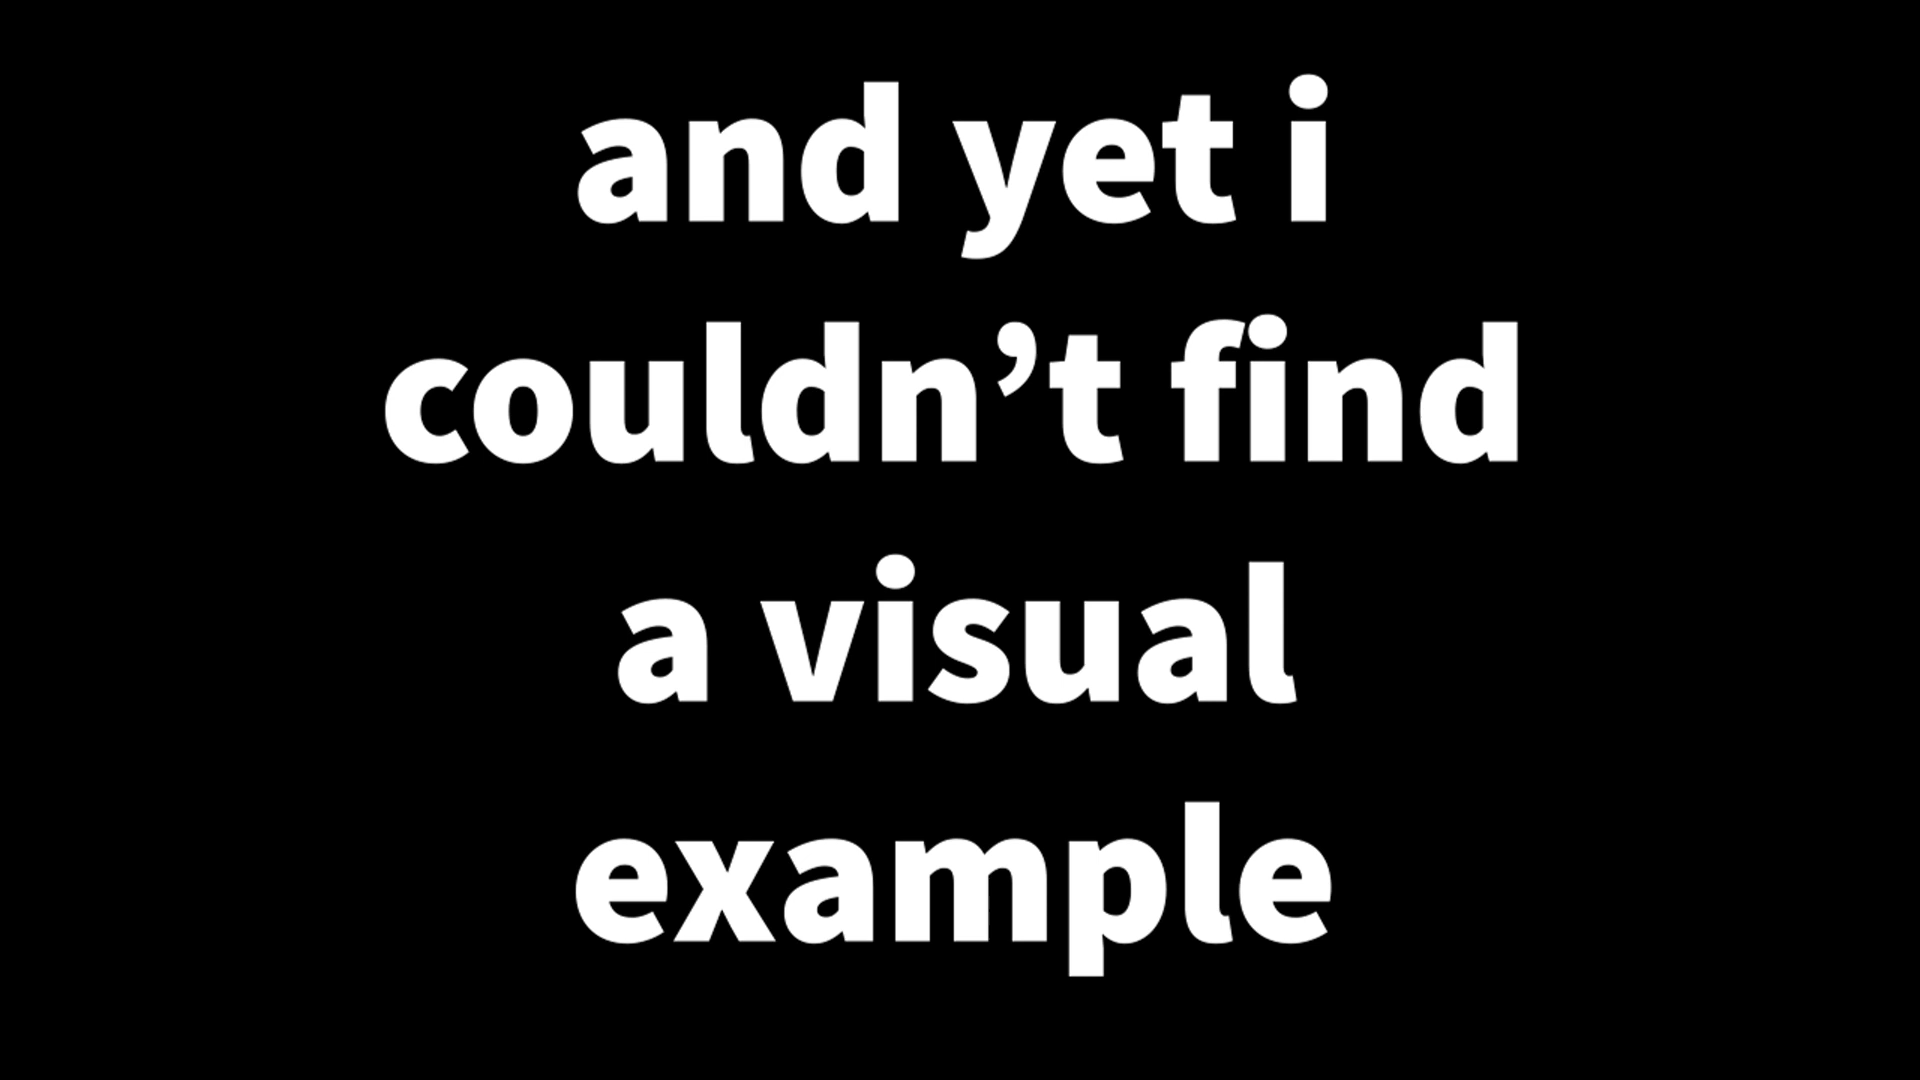 and yet i
couldn’t find
a visual
example